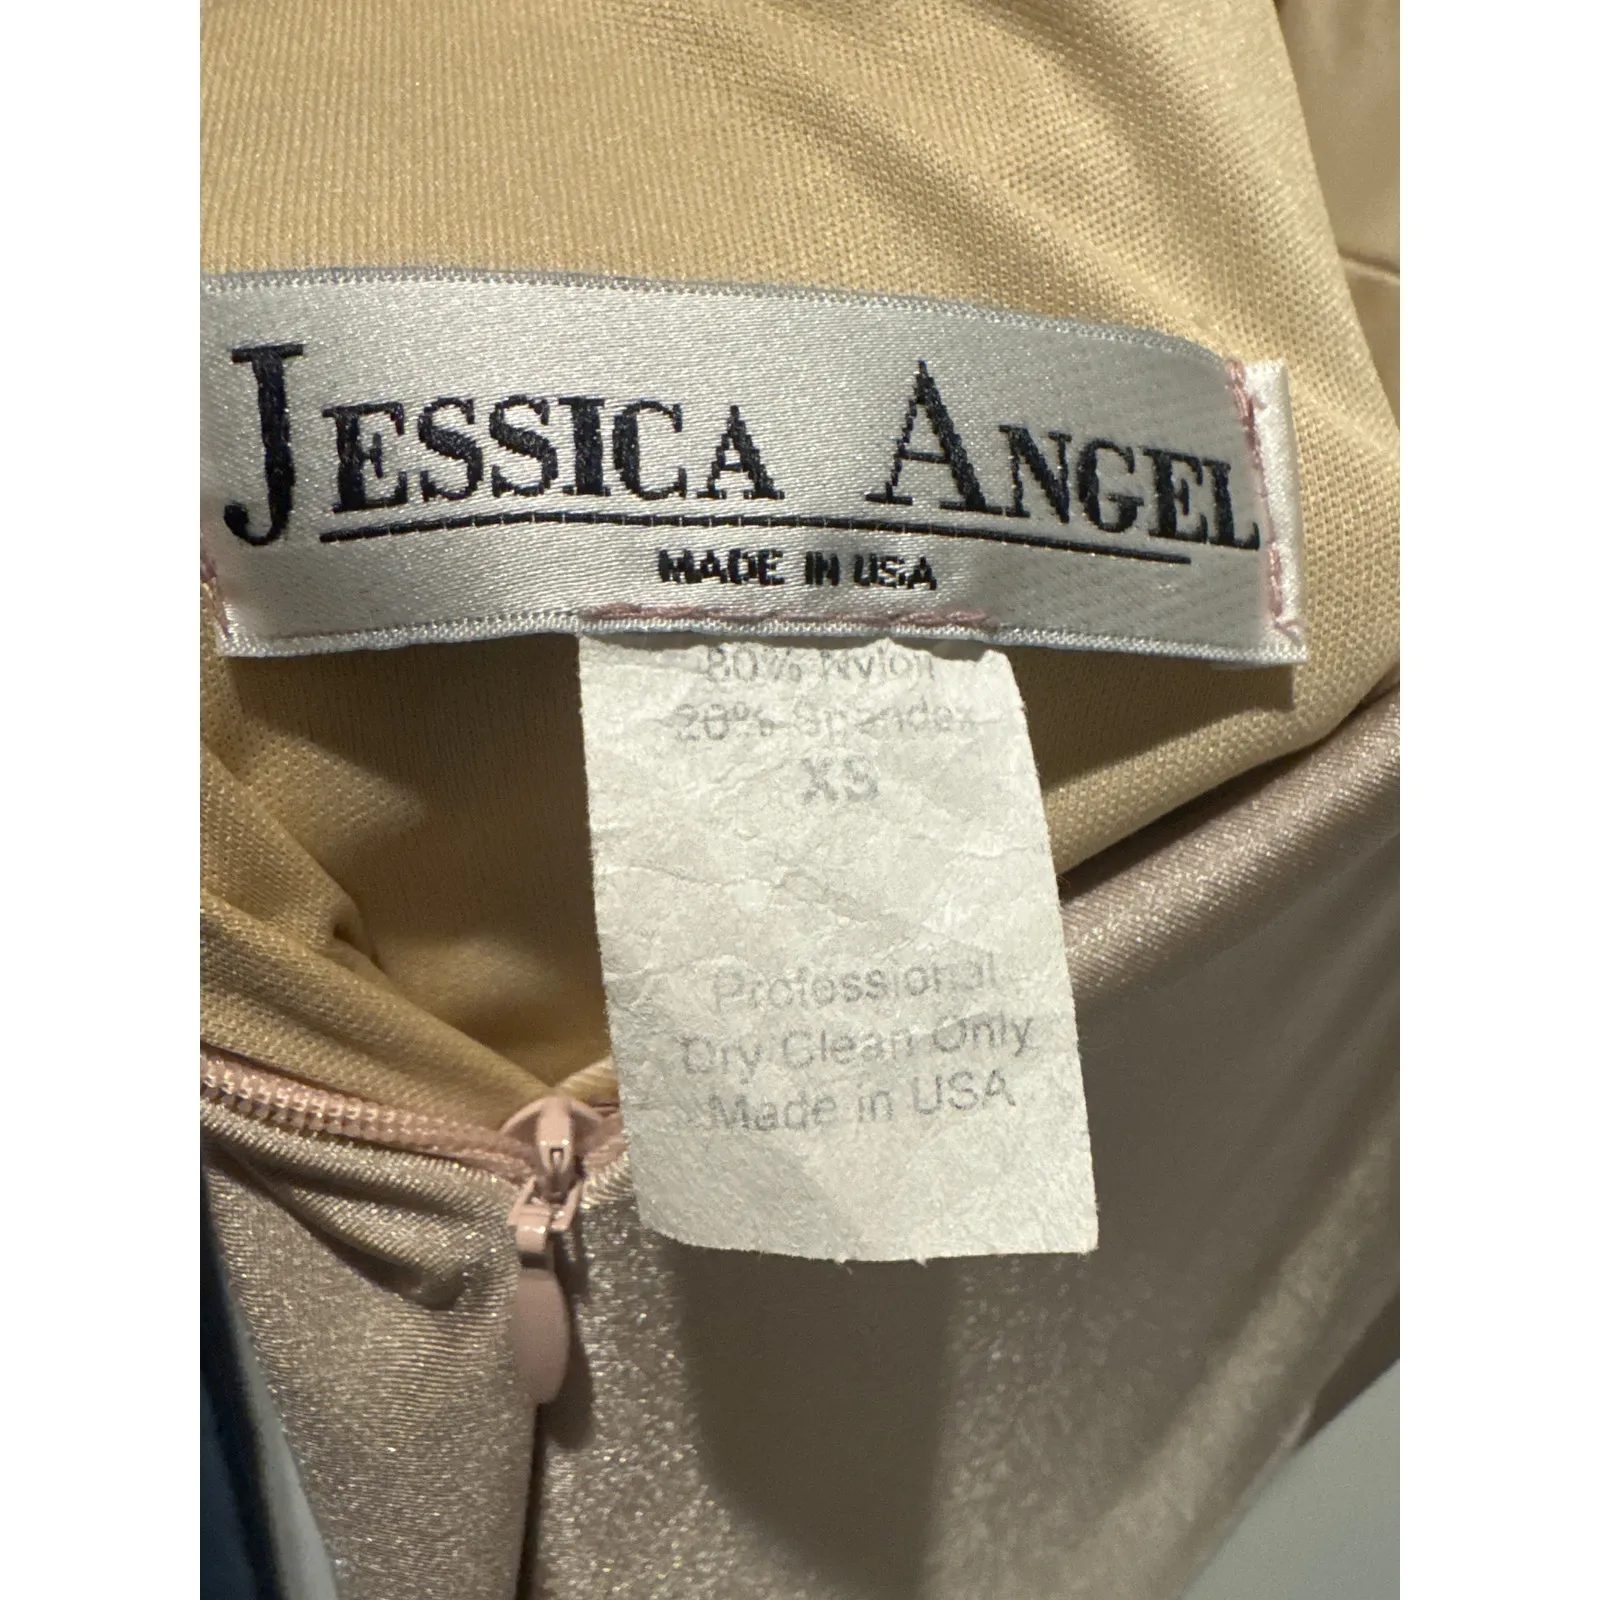 JESSICA ANGEL
MADE IN USA
80% Nylon
20% Spandex
XS
Professional
Dry Clean Only
Made in USA